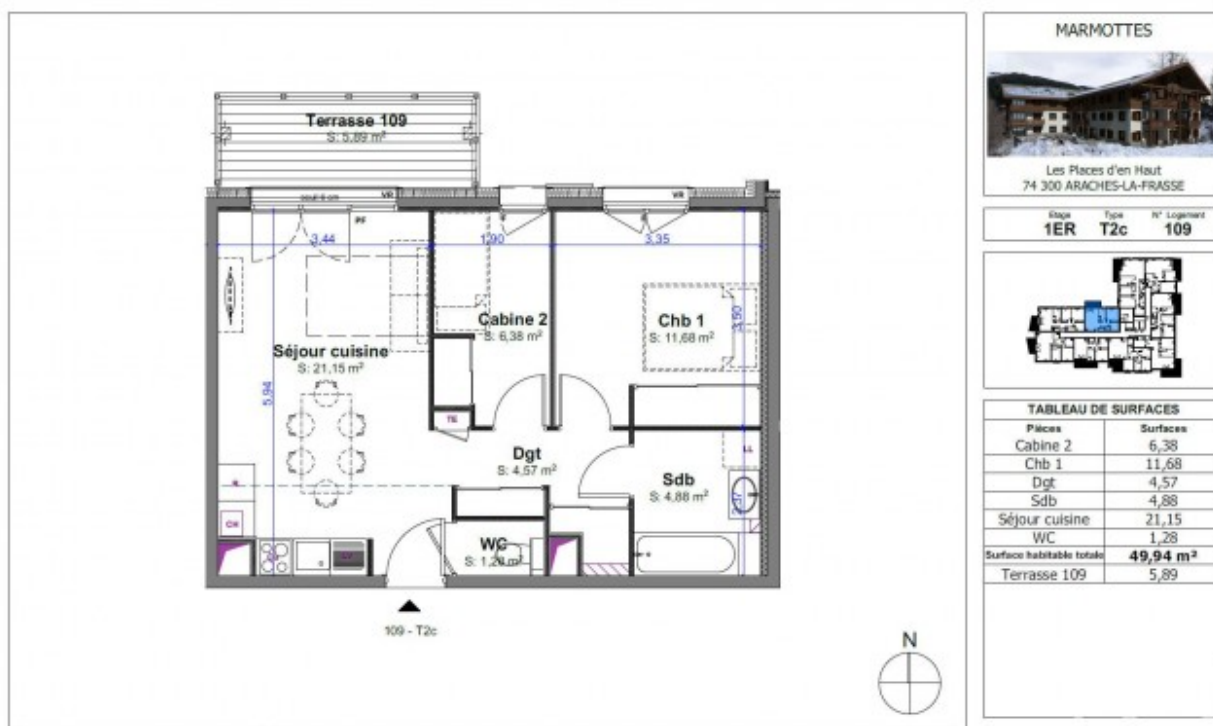 Terrasse 109
S: 5,89 m²
VR
VR
PF
3,44
1,90
3,35
Cabine 2
S: 6,38 m²
Chb 1
S: 11,68 m²
3,50
Séjour cuisine
S: 21,15 m²
5,94
TE
Dgt
S: 4,57 m²
LL
Sdb
S: 4,88 m²
2,37
R
CH
LV
WC
S: 1,28 m²
109 - T2c
N
MARMOTTES
Les Places d'en Haut
74 300 ARACHES-LA-FRASSE
Etage Type N° Logement
1ER T2c 109
TABLEAU DE SURFACES
Pièces Surfaces
Cabine 2 6,38
Chb 1 11,68
Dgt 4,57
Sdb 4,88
Séjour cuisine 21,15
WC 1,28
Surface habitable totale 49,94 m²
Terrasse 109 5,89